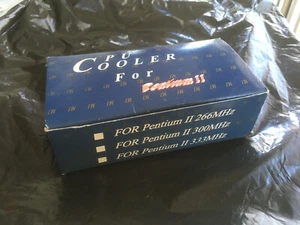 CPU
COOLER
For
Pentium II
FOR Pentium II 266MHz
FOR Pentium II 300MHz
FOR Pentium II 333MHz